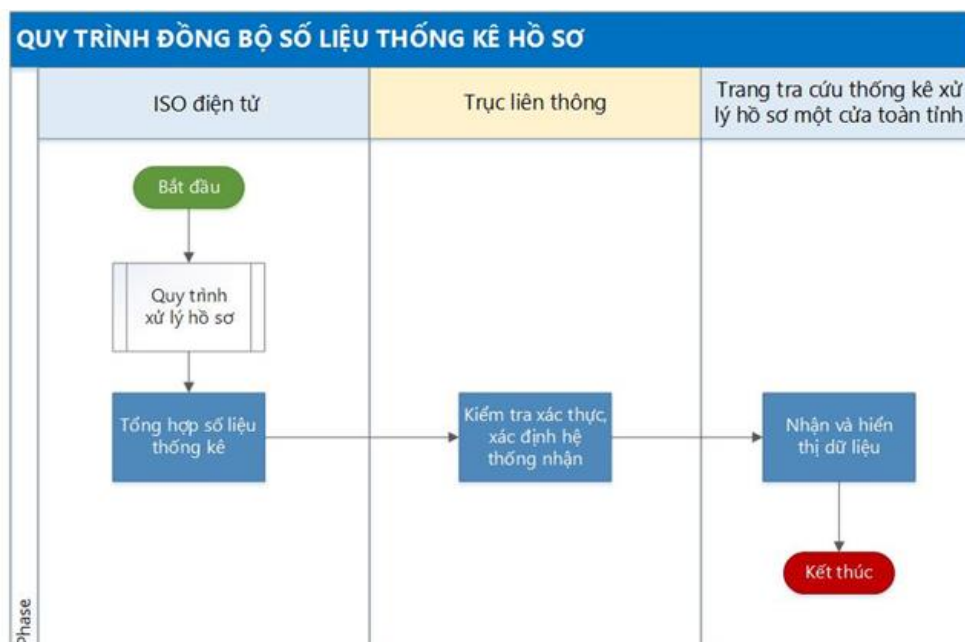 QUY TRÌNH ĐỒNG BỘ SỐ LIỆU THỐNG KÊ HỒ SƠ
ISO điện tử
Trục liên thông
Trang tra cứu thống kê xử
lý hồ sơ một cửa toàn tỉnh
Bắt đầu
Quy trình
xử lý hồ sơ
Tổng hợp số liệu
thống kê
Kiểm tra xác thực,
xác định hệ
thống nhận
Nhận và hiển
thị dữ liệu
Kết thúc
Phase